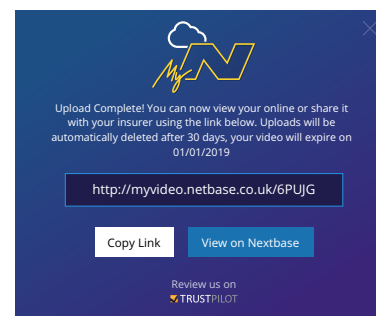 My N
Upload Complete! You can now view your online or share it
with your insurer using the link below. Uploads will be
automatically deleted after 30 days, your video will expire on
01/01/2019
http://myvideo.netbase.co.uk/6PUJG
Copy Link View on Nextbase
Review us on
TRUSTPILOT